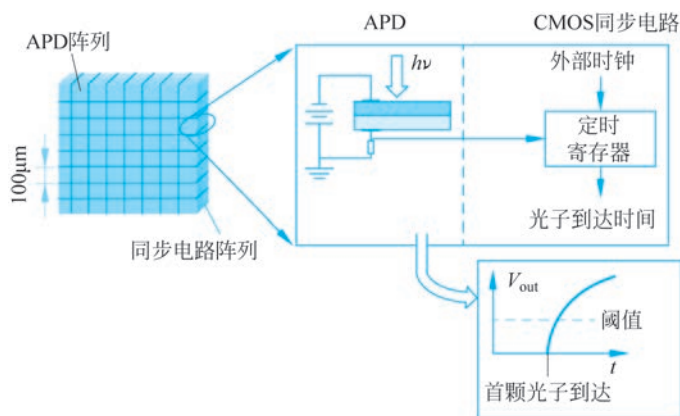 APD阵列
100μm
同步电路阵列
APD
CMOS同步电路
hν
外部时钟
定时
寄存器
光子到达时间
Vout
阈值
t
首颗光子到达